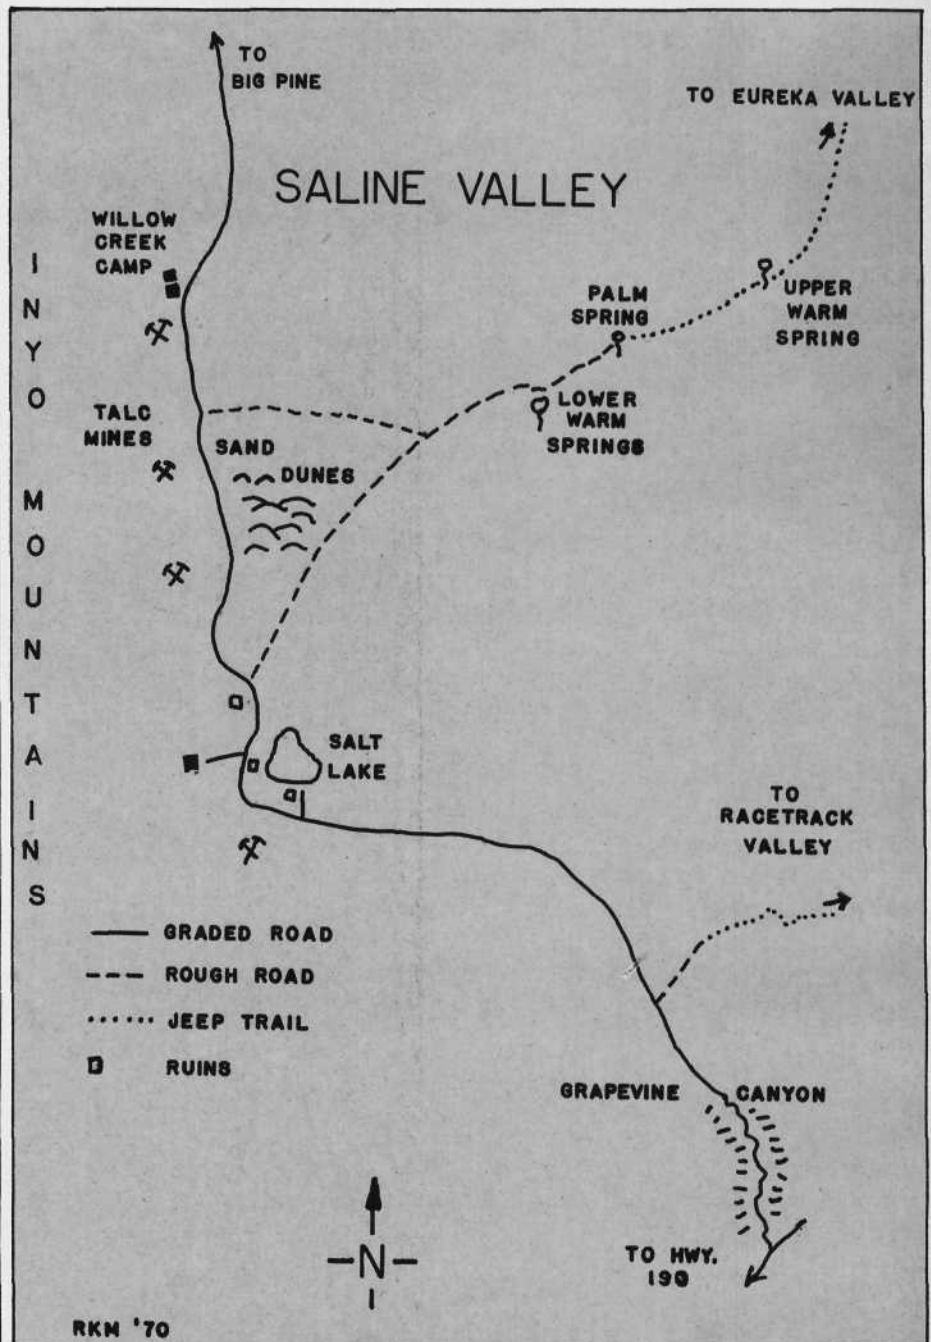 TO
BIG PINE
TO EUREKA VALLEY
SALINE VALLEY
WILLOW
CREEK
CAMP
INYO MOUNTAINS
PALM
SPRING
UPPER
WARM
SPRING
LOWER
WARM
SPRINGS
TALC
MINES
SAND
DUNES
SALT
LAKE
TO
RACETRACK
VALLEY
GRADED ROAD
ROUGH ROAD
JEEP TRAIL
RUINS
GRAPEVINE CANYON
N
TO HWY.
190
RKM '70